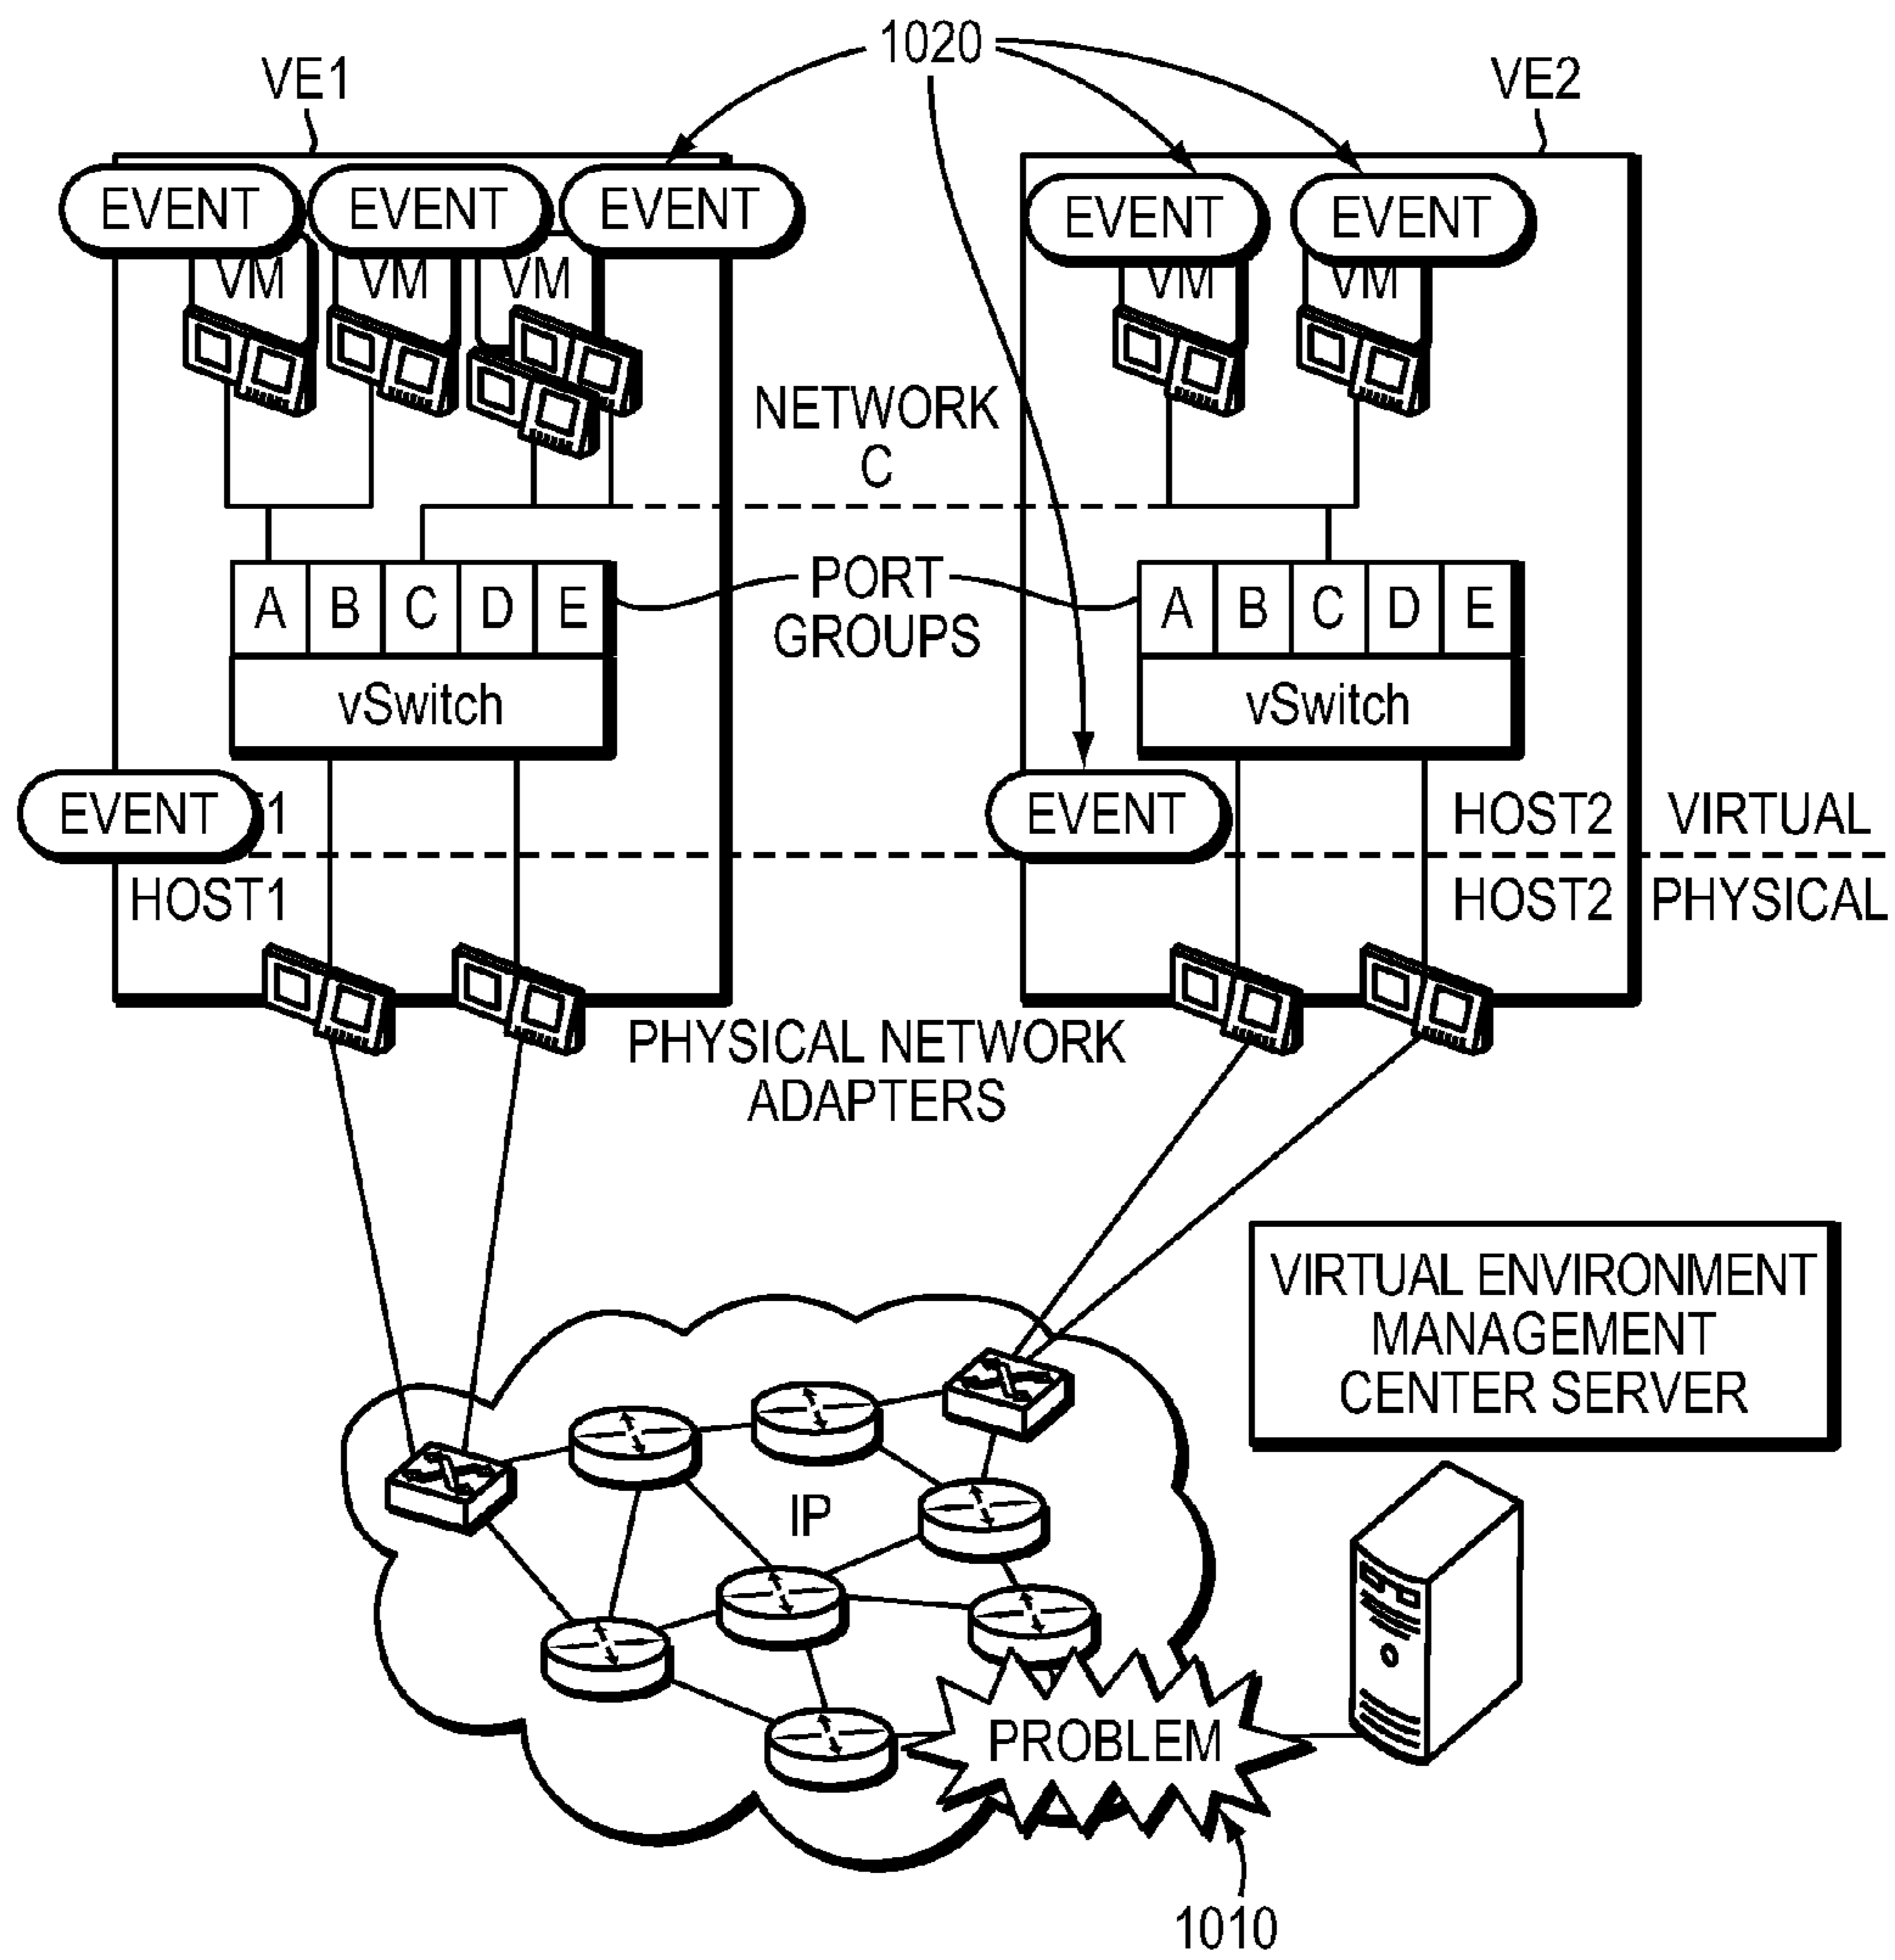 1020
VE1
VE2
EVENT EVENT EVENT
EVENT EVENT
VM VM VM
VM VM
NETWORK
C
A B C D E
PORT
GROUPS
A B C D E
vSwitch
vSwitch
EVENT 1
EVENT
HOST2 VIRTUAL
HOST1
HOST2 PHYSICAL
PHYSICAL NETWORK
ADAPTERS
VIRTUAL ENVIRONMENT
MANAGEMENT
CENTER SERVER
IP
PROBLEM
1010